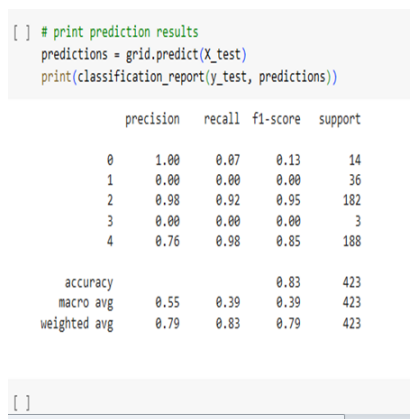 [ ] # print prediction results
predictions = grid.predict(X_test)
print(classification_report(y_test, predictions))
precision recall f1-score support
0 1.00 0.07 0.13 14
1 0.00 0.00 0.00 36
2 0.98 0.92 0.95 182
3 0.00 0.00 0.00 3
4 0.76 0.98 0.85 188
accuracy 0.83 423
macro avg 0.55 0.39 0.39 423
weighted avg 0.79 0.83 0.79 423
[ ]